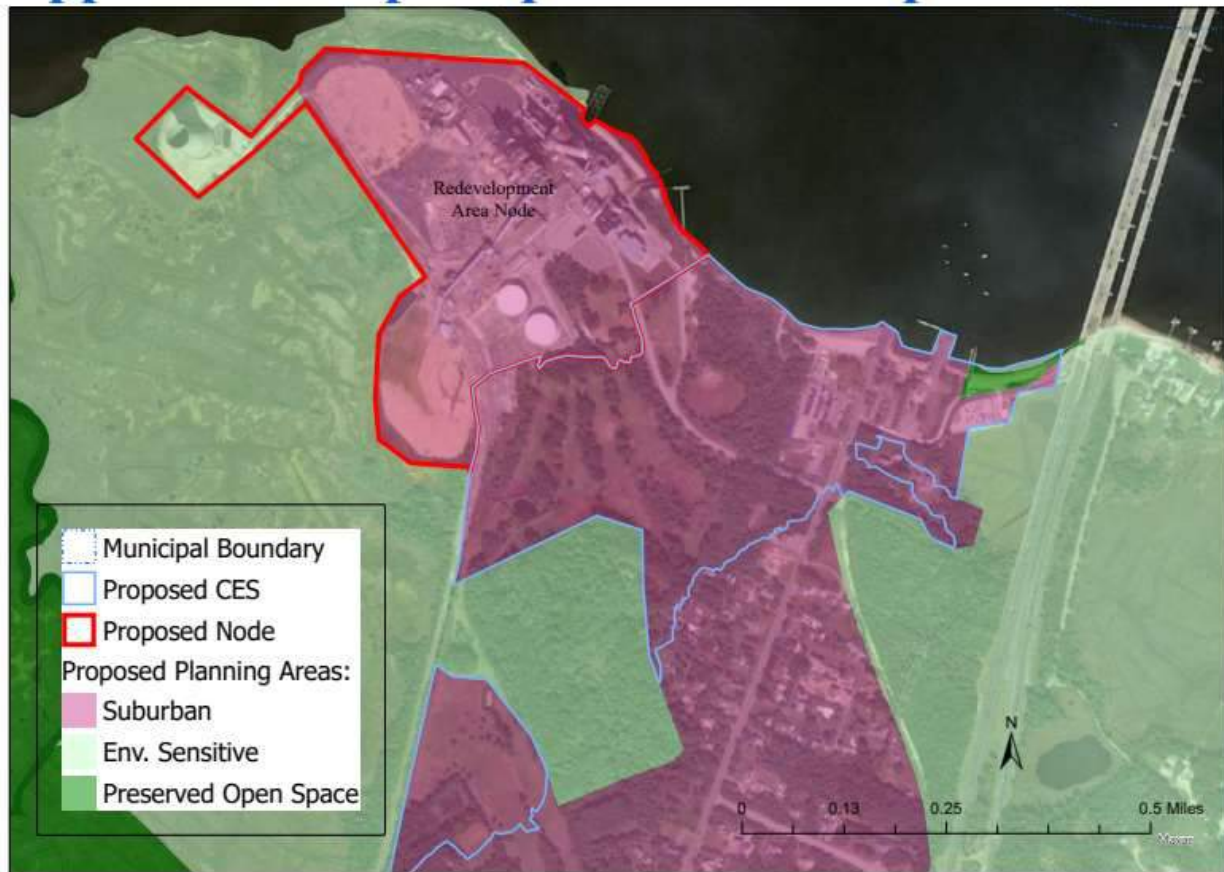 Redevelopment
Area Node
Municipal Boundary
Proposed CES
Proposed Node
Proposed Planning Areas:
Suburban
Env. Sensitive
Preserved Open Space
N
0 0.13 0.25 0.5 Miles
Maxar